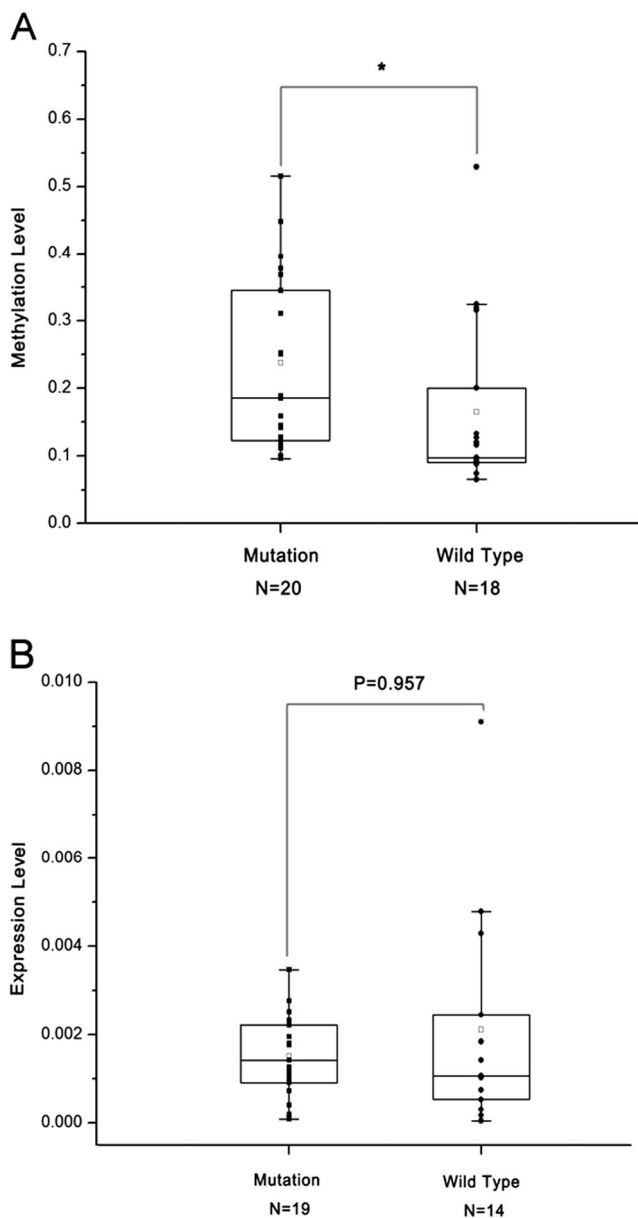 A
0.7
*
0.6
0.5
0.4
0.3
0.2
0.1
0.0
Methylation Level
Mutation Wild Type
N=20 N=18
B
0.010
P=0.957
0.008
0.006
0.004
0.002
0.000
Expression Level
Mutation Wild Type
N=19 N=14